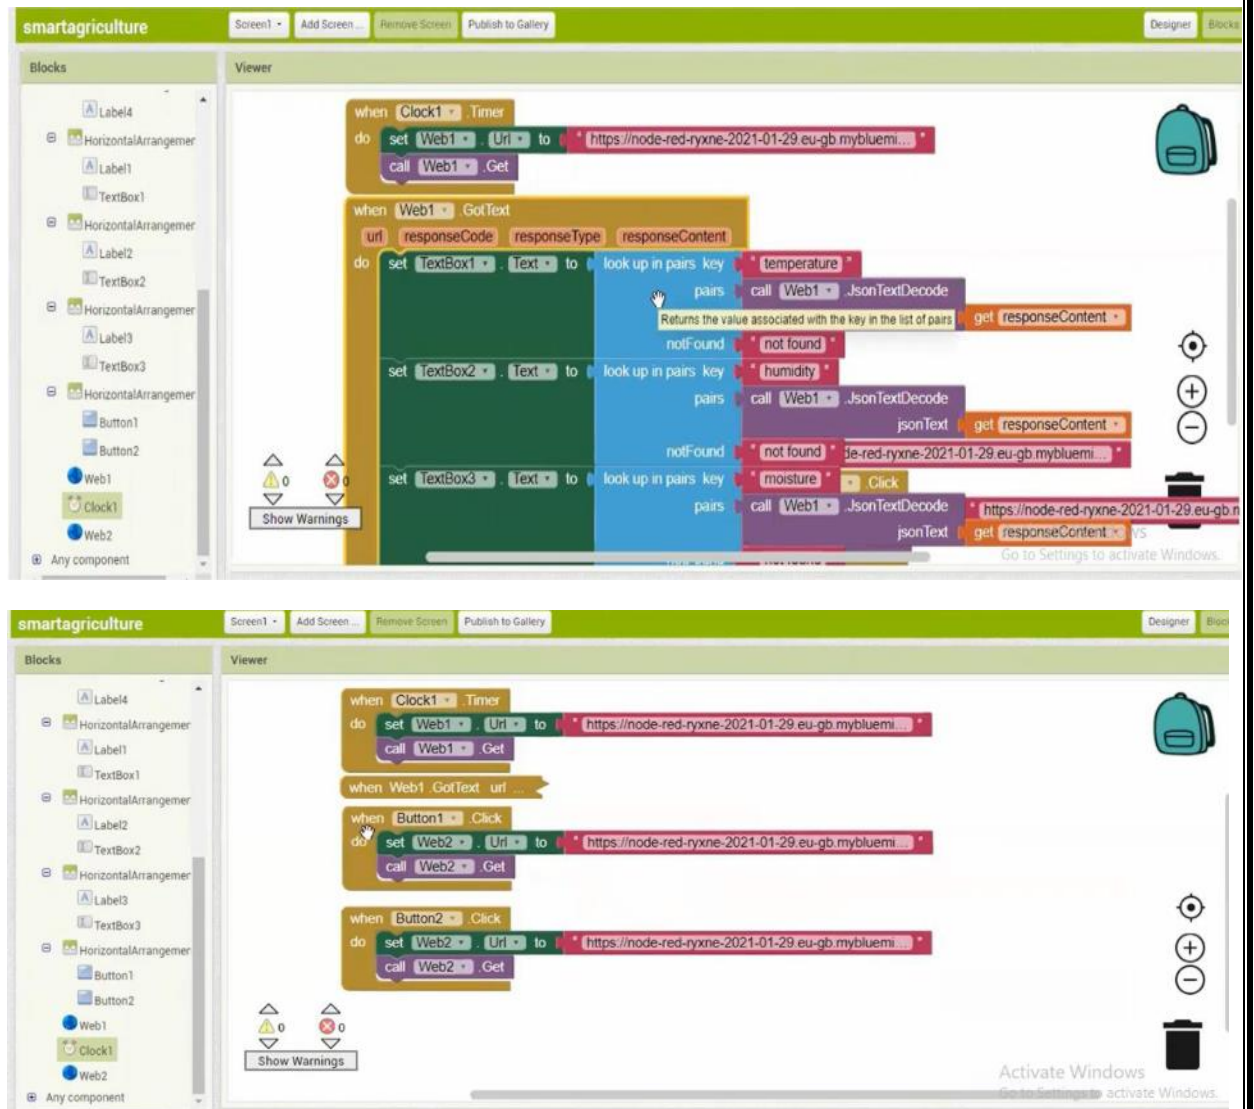 smartagriculture Screen1 Add Screen ... Remove Screen Publish to Gallery Designer Blocks
Blocks Viewer
Label4
HorizontalArrangemer
Label1
TextBox1
HorizontalArrangemer
Label2
TextBox2
HorizontalArrangemer
Label3
TextBox3
HorizontalArrangemer
Button1
Button2
Web1
Clock1
Web2
Any component
when Clock1 .Timer
do set Web1 . Url to " https://node-red-ryxne-2021-01-29.eu-gb.mybluemi... "
call Web1 .Get
when Web1 .GotText
url responseCode responseType responseContent
do set TextBox1 . Text to look up in pairs key " temperature "
pairs call Web1 .JsonTextDecode
Returns the value associated with the key in the list of pairs get responseContent
notFound " not found "
set TextBox2 . Text to look up in pairs key " humidity "
pairs call Web1 .JsonTextDecode
jsonText get responseContent
notFound " not found " de-red-ryxne-2021-01-29.eu-gb.mybluemi... "
set TextBox3 . Text to look up in pairs key " moisture " .Click
pairs call Web1 .JsonTextDecode " https://node-red-ryxne-2021-01-29.eu-gb.n
jsonText get responseContent
0 0
Show Warnings
Go to Settings to activate Windows.
smartagriculture Screen1 Add Screen ... Remove Screen Publish to Gallery Designer Bloc
Blocks Viewer
Label4
HorizontalArrangemer
Label1
TextBox1
HorizontalArrangemer
Label2
TextBox2
HorizontalArrangemer
Label3
TextBox3
HorizontalArrangemer
Button1
Button2
Web1
Clock1
Web2
Any component
when Clock1 .Timer
do set Web1 . Url to " https://node-red-ryxne-2021-01-29.eu-gb.mybluemi... "
call Web1 .Get
when Web1.GotText url ...
when Button1 .Click
do set Web2 . Url to " https://node-red-ryxne-2021-01-29.eu-gb.mybluemi... "
call Web2 .Get
when Button2 .Click
do set Web2 . Url to " https://node-red-ryxne-2021-01-29.eu-gb.mybluemi... "
call Web2 .Get
0 0
Show Warnings
Activate Windows
Go to Settings to activate Windows.